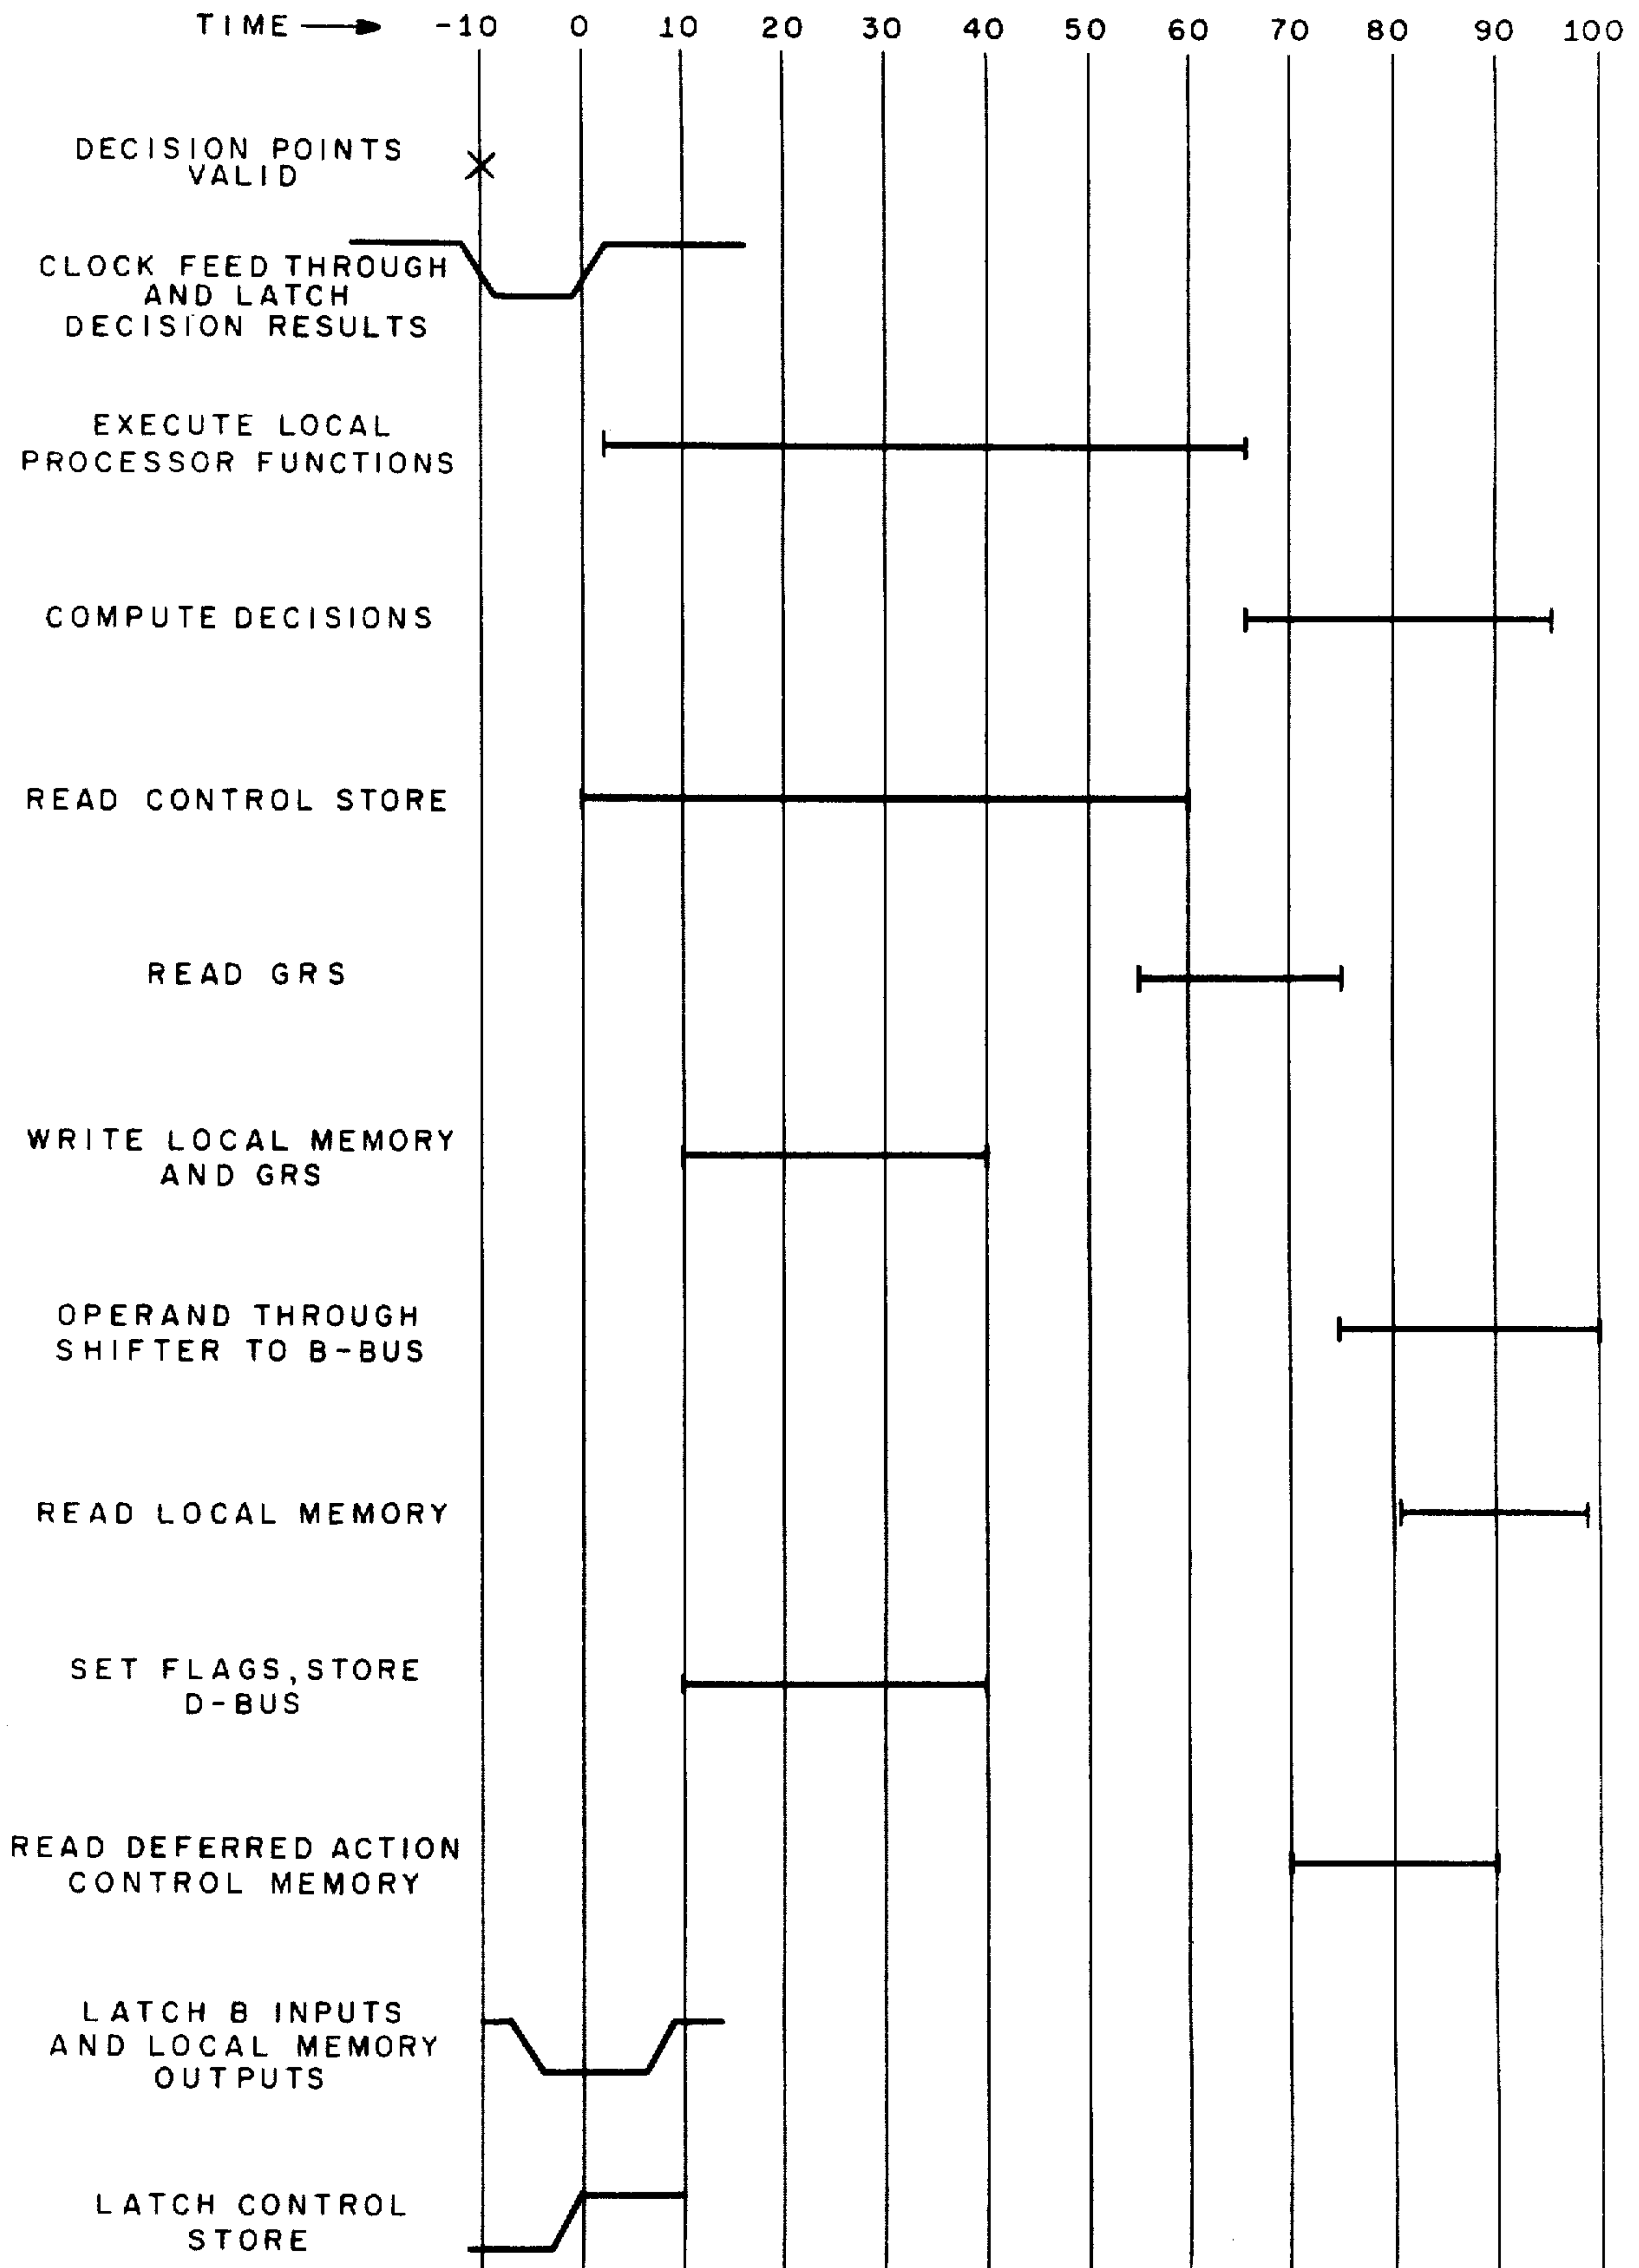 TIME -10 0 10 20 30 40 50 60 70 80 90 100
DECISION POINTS
VALID
CLOCK FEED THROUGH
AND LATCH
DECISION RESULTS
EXECUTE LOCAL
PROCESSOR FUNCTIONS
COMPUTE DECISIONS
READ CONTROL STORE
READ GRS
WRITE LOCAL MEMORY
AND GRS
OPERAND THROUGH
SHIFTER TO B-BUS
READ LOCAL MEMORY
SET FLAGS, STORE
D-BUS
READ DEFERRED ACTION
CONTROL MEMORY
LATCH B INPUTS
AND LOCAL MEMORY
OUTPUTS
LATCH CONTROL
STORE